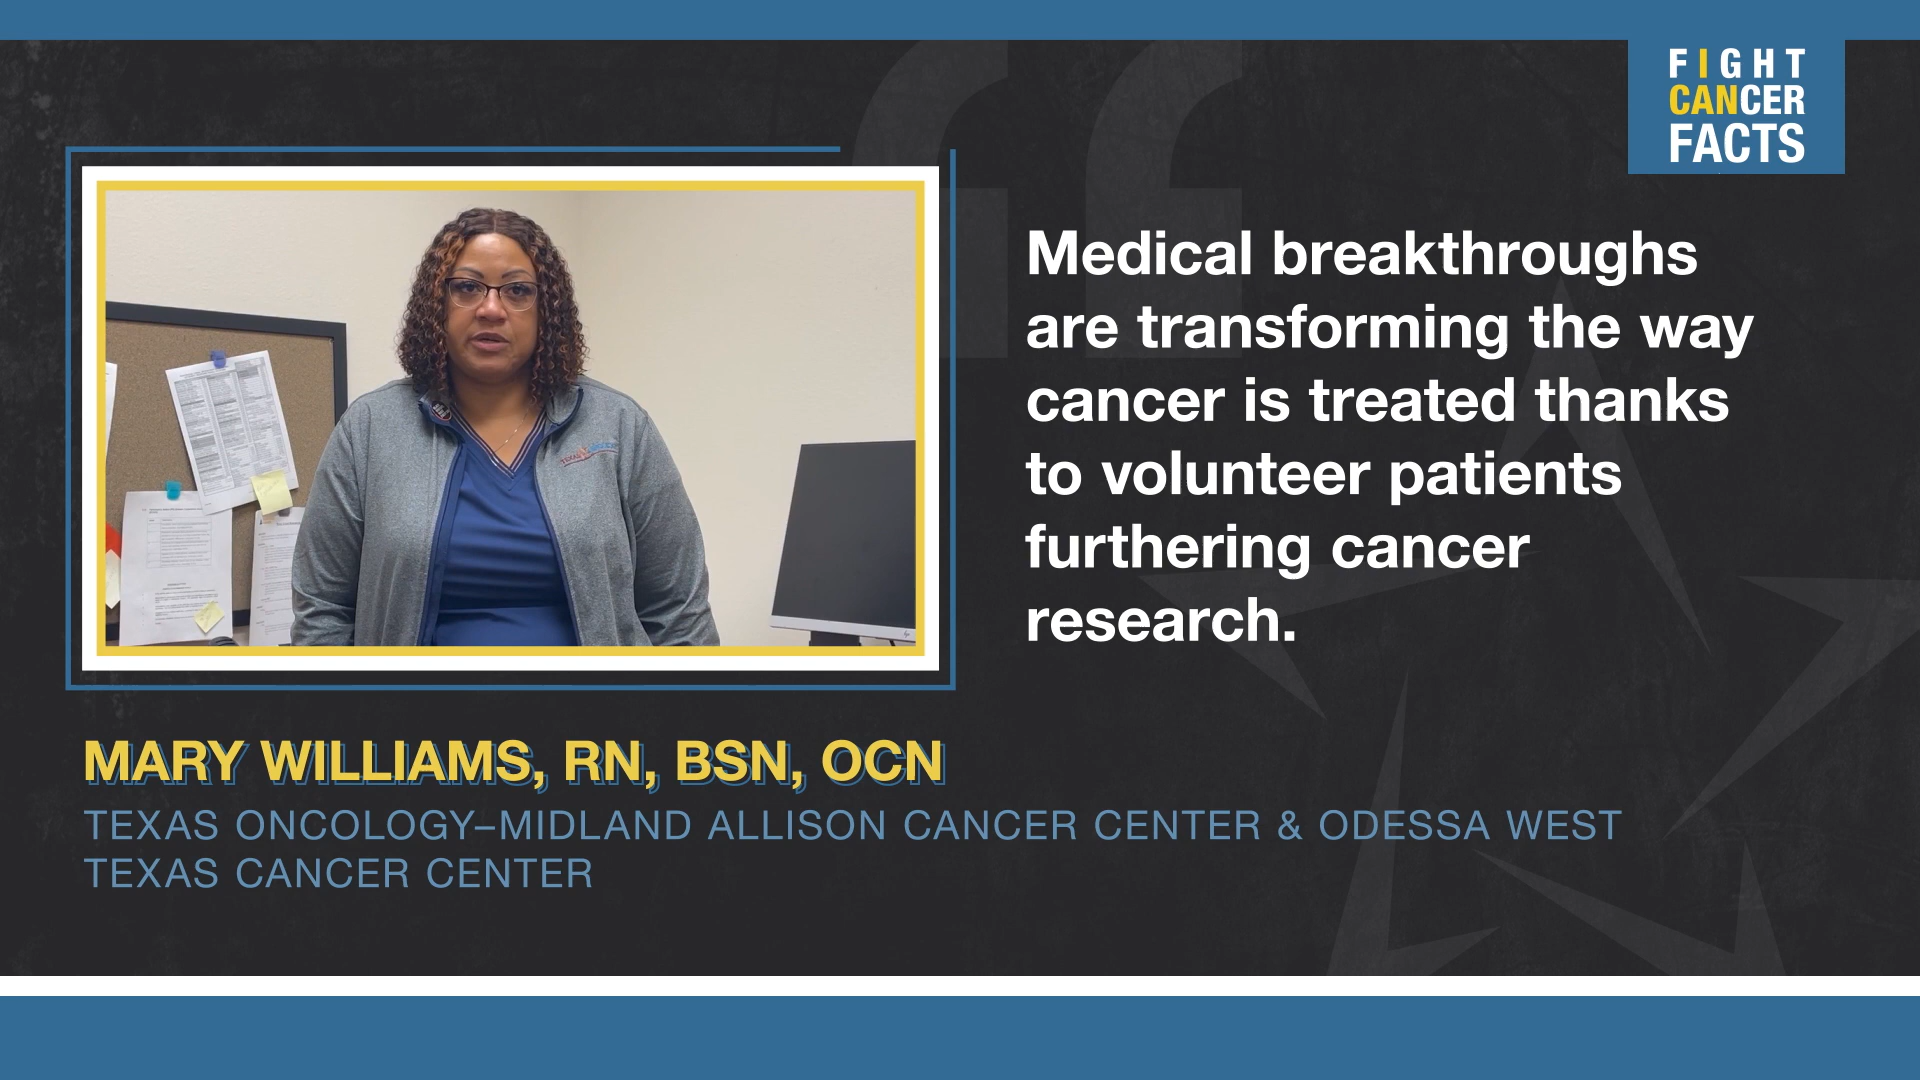 FIGHT
CANCER
FACTS
Medical breakthroughs
are transforming the way
cancer is treated thanks
to volunteer patients
furthering cancer
research.
MARY WILLIAMS, RN, BSN, OCN
TEXAS ONCOLOGY–MIDLAND ALLISON CANCER CENTER & ODESSA WEST
TEXAS CANCER CENTER